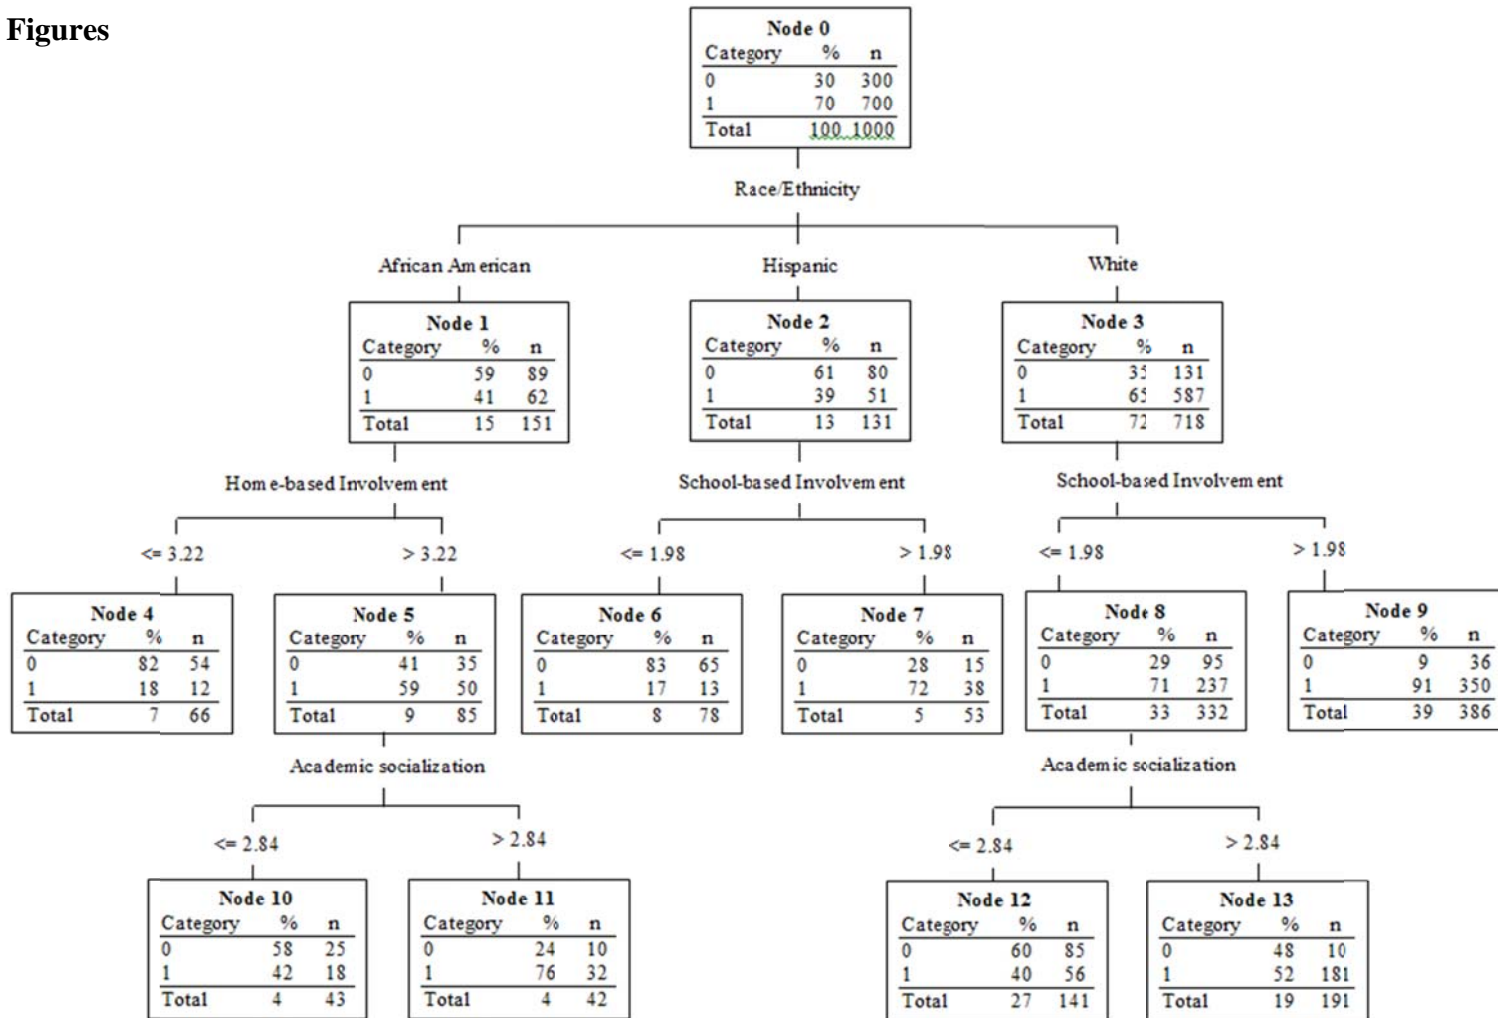 Figures
Node 0
Category % n
0 30 300
1 70 700
Total 100 1000
Race/Ethnicity
African American
Hispanic
White
Node 1
Category % n
0 59 89
1 41 62
Total 15 151
Node 2
Category % n
0 61 80
1 39 51
Total 13 131
Node 3
Category % n
0 35 131
1 65 587
Total 72 718
Home-based Involvement
School-based Involvement
School-based Involvement
<= 3.22
> 3.22
<= 1.98
> 1.98
<= 1.98
> 1.98
Node 4
Category % n
0 82 54
1 18 12
Total 7 66
Node 5
Category % n
0 41 35
1 59 50
Total 9 85
Node 6
Category % n
0 83 65
1 17 13
Total 8 78
Node 7
Category % n
0 28 15
1 72 38
Total 5 53
Node 8
Category % n
0 29 95
1 71 237
Total 33 332
Node 9
Category % n
0 9 36
1 91 350
Total 39 386
Academic socialization
Academic socialization
<= 2.84
> 2.84
<= 2.84
> 2.84
Node 10
Category % n
0 58 25
1 42 18
Total 4 43
Node 11
Category % n
0 24 10
1 76 32
Total 4 42
Node 12
Category % n
0 60 85
1 40 56
Total 27 141
Node 13
Category % n
0 48 10
1 52 181
Total 19 191